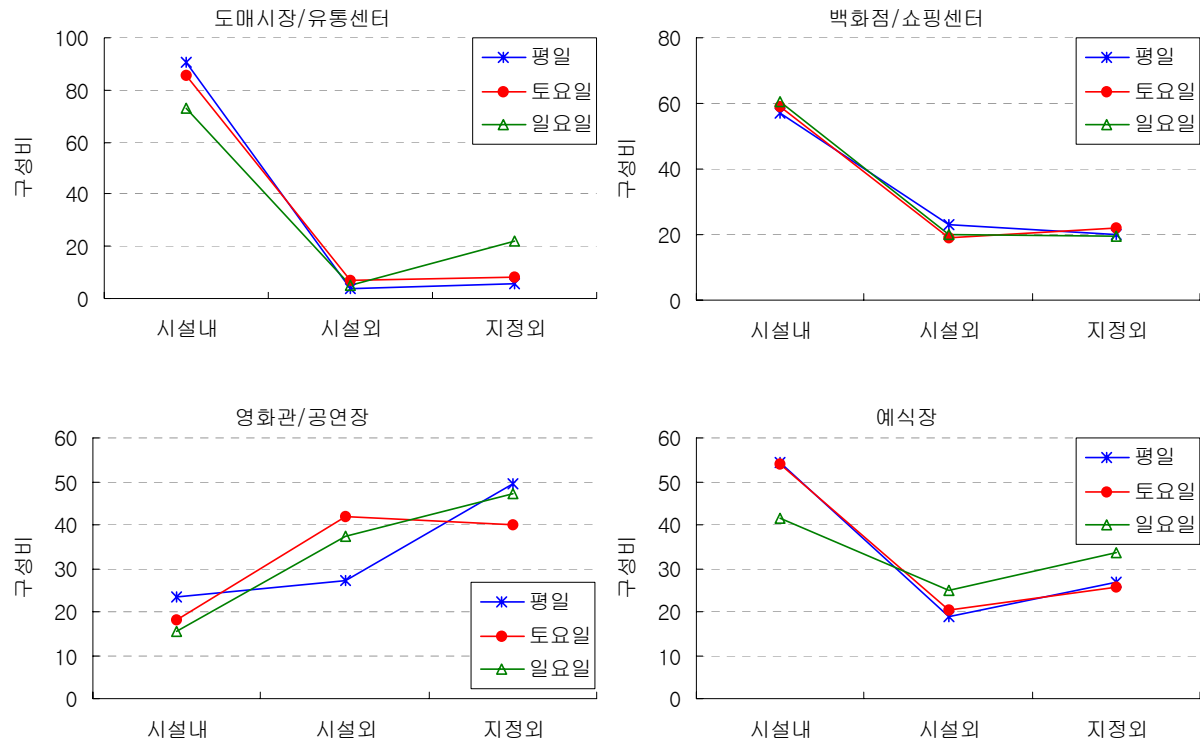 도매시장/유통센터
구성비
100
80
60
40
20
0
시설내 시설외 지정외
평일
토요일
일요일
백화점/쇼핑센터
구성비
80
60
40
20
0
시설내 시설외 지정외
평일
토요일
일요일
영화관/공연장
구성비
60
50
40
30
20
10
0
시설내 시설외 지정외
평일
토요일
일요일
예식장
구성비
60
50
40
30
20
10
0
시설내 시설외 지정외
평일
토요일
일요일